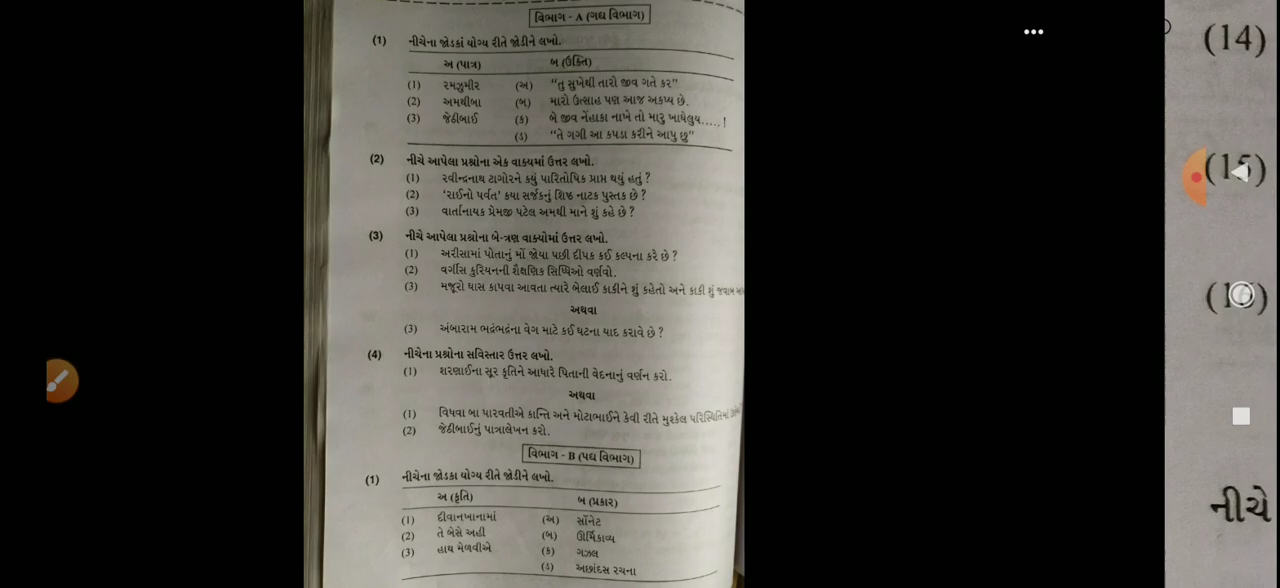 વિભાગ - A (ગદ્ય વિભાગ)
(1) નીચેના જોડકાં યોગ્ય રીતે જોડીને લખો.
અ (પાત્ર) બ (ઉક્તિ)
(1) રમઝુમીર (અ) “તુ સુખેથી તારો જીવ ગતે કર”
(2) અમથીબા (બ) મારો ઉત્સાહ પણ આજ અકથ્ય છે.
(3) જેઠીબાઈ (ક) બે જીવ નેંહાકા નાખે તો મારુ ખાધેલુય.....!
(ડ) “તે ગગી આ કપડા કરીને આપુ છુ”
(2) નીચે આપેલા પ્રશ્નોના એક વાક્યમાં ઉત્તર લખો.
(1) રવીન્દ્રનાથ ટાગોરને ક્યું પારિતોષિક પ્રાપ્ત થયું હતું ?
(2) ‘રાઈનો પર્વત’ કયા સર્જકનું શિષ્ઠ નાટક પુસ્તક છે ?
(3) વાર્તાનાયક પ્રેમજી પટેલ અમથી માને શું કહે છે ?
(3) નીચે આપેલા પ્રશ્નોના બે-ત્રણ વાક્યોમાં ઉત્તર લખો.
(1) અરીસામાં પોતાનું મોં જોયા પછી દીપક કઈ કલ્પના કરે છે ?
(2) વર્ગીસ કુરિયનની શૈક્ષણિક સિધ્ધિઓ વર્ણવો.
(3) મજૂરો ઘાસ કાપવા આવતા ત્યારે બેલાઈ કાકીને શું કહેતો અને કાકી શું જવાબ
અથવા
(3) અંબારામ ભદ્રંભદ્રના વેગ માટે કઈ ઘટના યાદ કરાવે છે ?
(4) નીચેના પ્રશ્નોના સવિસ્તાર ઉત્તર લખો.
(1) શરણાઈના સૂર કૃતિને આધારે પિતાની વેદનાનું વર્ણન કરો.
અથવા
(1) વિધવા બા પારવતીએ કાન્તિ અને મોટાભાઈને કેવી રીતે મુશ્કેલ પરિસ્થિતિમાં
(2) જેઠીબાઈનું પાત્રાલેખન કરો.
વિભાગ - B (પદ્ય વિભાગ)
(1) નીચેના જોડકા યોગ્ય રીતે જોડીને લખો.
અ (કૃતિ) બ (પ્રકાર)
(1) દીવાનખાનામાં (અ) સૉનેટ
(2) તે બેસે અહીં (બ) ઊર્મિકાવ્ય
(3) હાથ મેળવીએ (ક) ગઝલ
(ડ) અછાંદસ રચના
(14)
(15)
(16)
નીચે